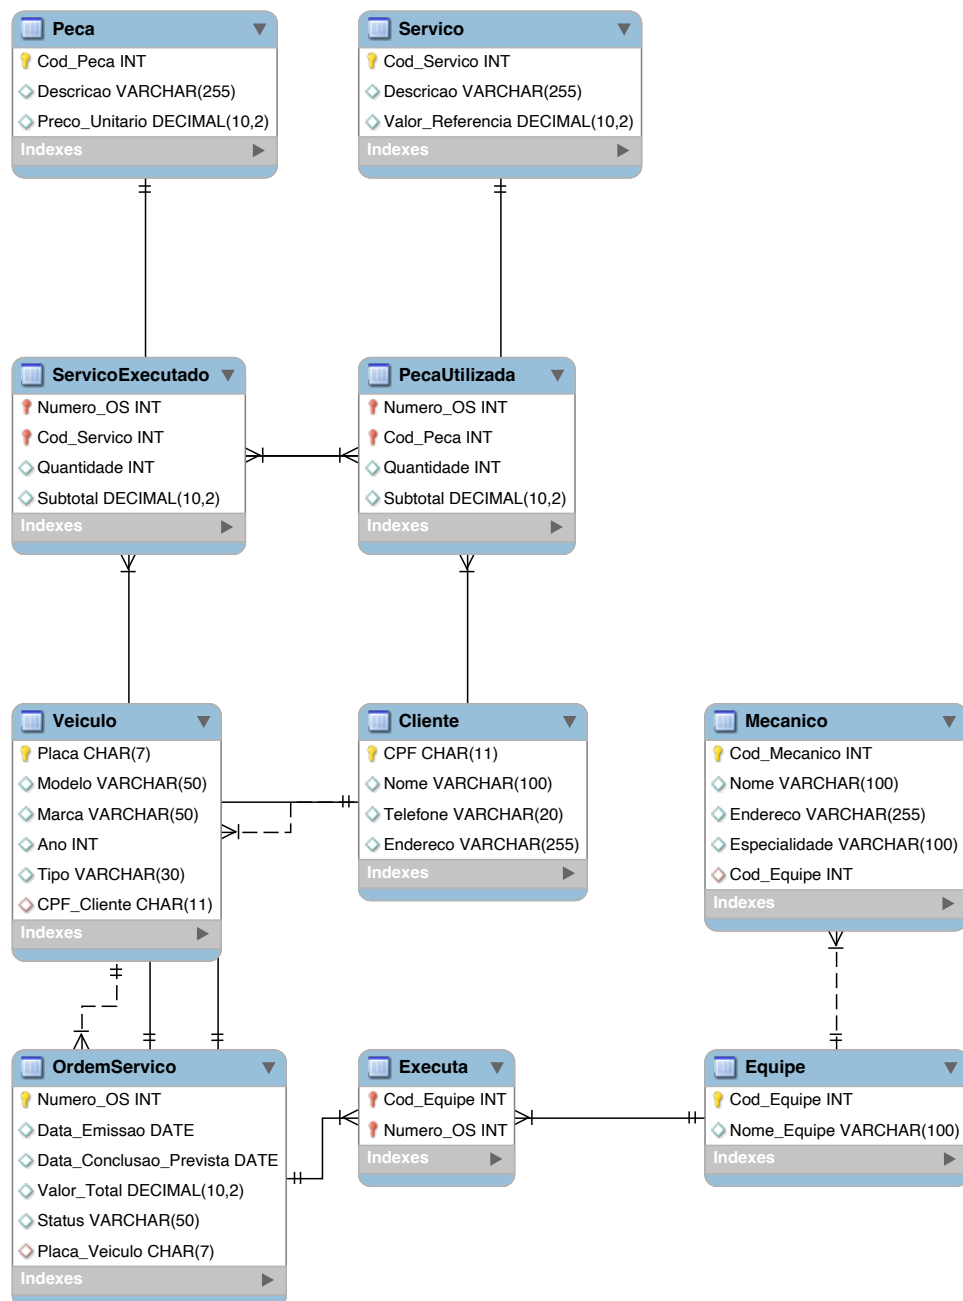 Peca
Cod_Peca INT
Descricao VARCHAR(255)
Preco_Unitario DECIMAL(10,2)
Indexes
Servico
Cod_Servico INT
Descricao VARCHAR(255)
Valor_Referencia DECIMAL(10,2)
Indexes
ServicoExecutado
Numero_OS INT
Cod_Servico INT
Quantidade INT
Subtotal DECIMAL(10,2)
Indexes
PecaUtilizada
Numero_OS INT
Cod_Peca INT
Quantidade INT
Subtotal DECIMAL(10,2)
Indexes
Veiculo
Placa CHAR(7)
Modelo VARCHAR(50)
Marca VARCHAR(50)
Ano INT
Tipo VARCHAR(30)
CPF_Cliente CHAR(11)
Indexes
Cliente
CPF CHAR(11)
Nome VARCHAR(100)
Telefone VARCHAR(20)
Endereco VARCHAR(255)
Indexes
Mecanico
Cod_Mecanico INT
Nome VARCHAR(100)
Endereco VARCHAR(255)
Especialidade VARCHAR(100)
Cod_Equipe INT
Indexes
OrdemServico
Numero_OS INT
Data_Emissao DATE
Data_Conclusao_Prevista DATE
Valor_Total DECIMAL(10,2)
Status VARCHAR(50)
Placa_Veiculo CHAR(7)
Indexes
Executa
Cod_Equipe INT
Numero_OS INT
Indexes
Equipe
Cod_Equipe INT
Nome_Equipe VARCHAR(100)
Indexes